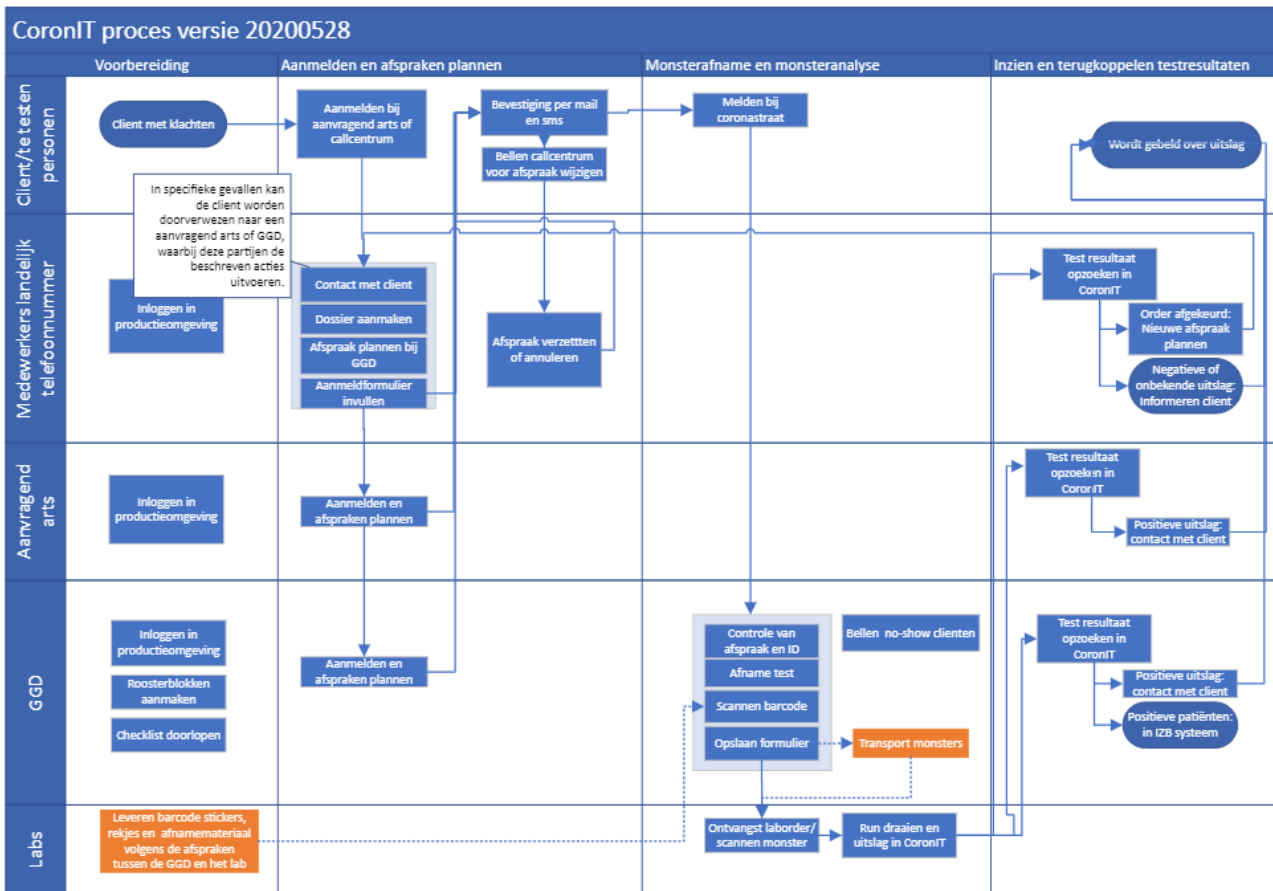 CoronIT proces versie 20200528
Voorbereiding
Aanmelden en afspraken plannen
Monsterafname en monsteranalyse
Inzien en terugkoppelen testresultaten
Client/te testen
personen
Client met klachten
Aanmelden bij
aanvragend arts of
callcentrum
Bevestiging per mail
en sms
Bellen callcentrum
voor afspraak wijzigen
Melden bij
coronastraat
Wordt gebeld over uitslag
In specifieke gevallen kan
de client worden
doorverwezen naar een
aanvragend arts of GGD,
waarbij deze partijen de
beschreven acties
uitvoeren.
Medewerkers landelijk
telefoonnummer
Inloggen in
productieomgeving
Contact met client
Dossier aanmaken
Afspraak plannen bij
GGD
Aanmeldformulier
invullen
Afspraak verzettten
of annuleren
Test resultaat
opzoeken in
CoronIT
Order afgekeurd:
Nieuwe afspraak
plannen
Negatieve of
onbekende uitslag:
Informeren client
Aanvragend
arts
Inloggen in
productieomgeving
Aanmelden en
afspraken plannen
Test resultaat
opzoeken in
CoronIT
Positieve uitslag:
contact met client
GGD
Inloggen in
productieomgeving
Roosterblokken
aanmaken
Checklist doorlopen
Aanmelden en
afspraken plannen
Controle van
afspraak en ID
Afname test
Scannen barcode
Opslaan formulier
Bellen no-show clienten
Transport monsters
Test resultaat
opzoeken in
CoronIT
Positieve uitslag:
contact met client
Positieve patiënten:
in IZB systeem
Labs
Leveren barcode stickers,
rekjes en afnamemateriaal
volgens de afspraken
tussen de GGD en het lab
Ontvangst laborder/
scannen monster
Run draaien en
uitslag in CoronIT